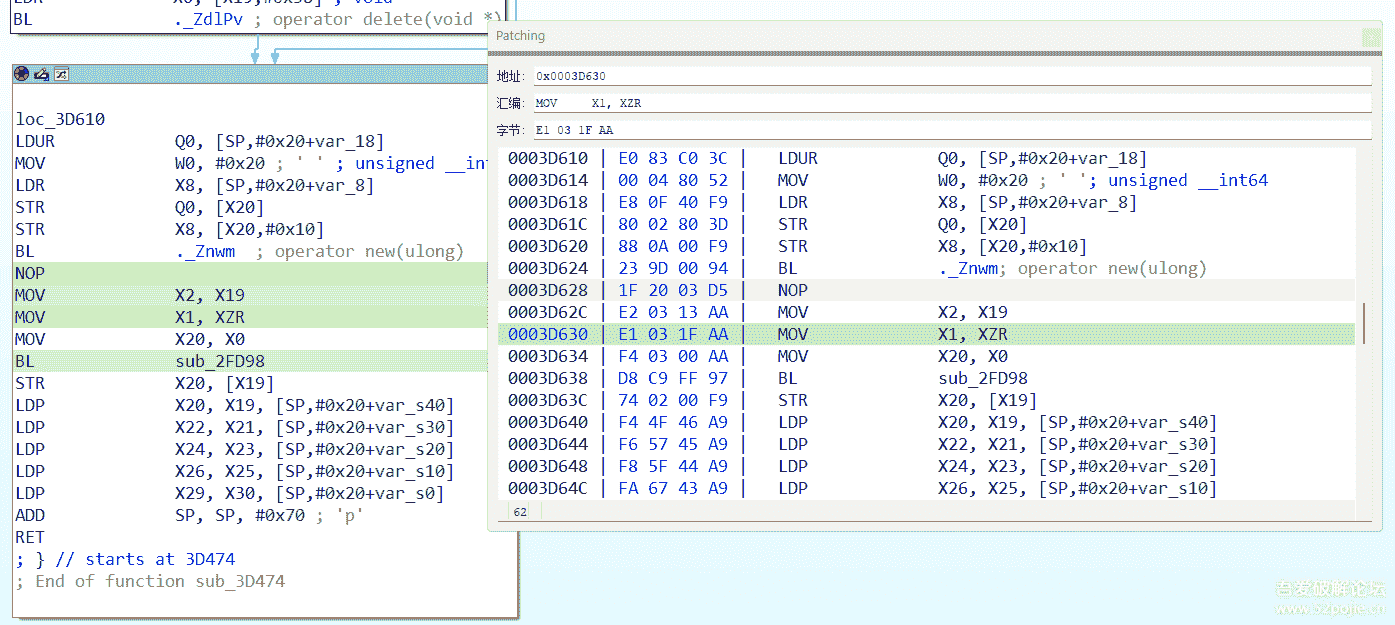 LDR X0, [X19,#0x38] ; void
BL ._ZdlPv ; operator delete(void *)
loc_3D610
LDUR Q0, [SP,#0x20+var_18]
MOV W0, #0x20 ; ' ' ; unsigned __int
LDR X8, [SP,#0x20+var_8]
STR Q0, [X20]
STR X8, [X20,#0x10]
BL ._Znwm ; operator new(ulong)
NOP
MOV X2, X19
MOV X1, XZR
MOV X20, X0
BL sub_2FD98
STR X20, [X19]
LDP X20, X19, [SP,#0x20+var_s40]
LDP X22, X21, [SP,#0x20+var_s30]
LDP X24, X23, [SP,#0x20+var_s20]
LDP X26, X25, [SP,#0x20+var_s10]
LDP X29, X30, [SP,#0x20+var_s0]
ADD SP, SP, #0x70 ; 'p'
RET
; } // starts at 3D474
; End of function sub_3D474
Patching
地址: 0x0003D630
汇编: MOV X1, XZR
字节: E1 03 1F AA
0003D610 | E0 83 C0 3C | LDUR Q0, [SP,#0x20+var_18]
0003D614 | 00 04 80 52 | MOV W0, #0x20 ; ' '; unsigned __int64
0003D618 | E8 0F 40 F9 | LDR X8, [SP,#0x20+var_8]
0003D61C | 80 02 80 3D | STR Q0, [X20]
0003D620 | 88 0A 00 F9 | STR X8, [X20,#0x10]
0003D624 | 23 9D 00 94 | BL ._Znwm; operator new(ulong)
0003D628 | 1F 20 03 D5 | NOP
0003D62C | E2 03 13 AA | MOV X2, X19
0003D630 | E1 03 1F AA | MOV X1, XZR
0003D634 | F4 03 00 AA | MOV X20, X0
0003D638 | D8 C9 FF 97 | BL sub_2FD98
0003D63C | 74 02 00 F9 | STR X20, [X19]
0003D640 | F4 4F 46 A9 | LDP X20, X19, [SP,#0x20+var_s40]
0003D644 | F6 57 45 A9 | LDP X22, X21, [SP,#0x20+var_s30]
0003D648 | F8 5F 44 A9 | LDP X24, X23, [SP,#0x20+var_s20]
0003D64C | FA 67 43 A9 | LDP X26, X25, [SP,#0x20+var_s10]
62
吾爱破解论坛
www.52pojie.cn